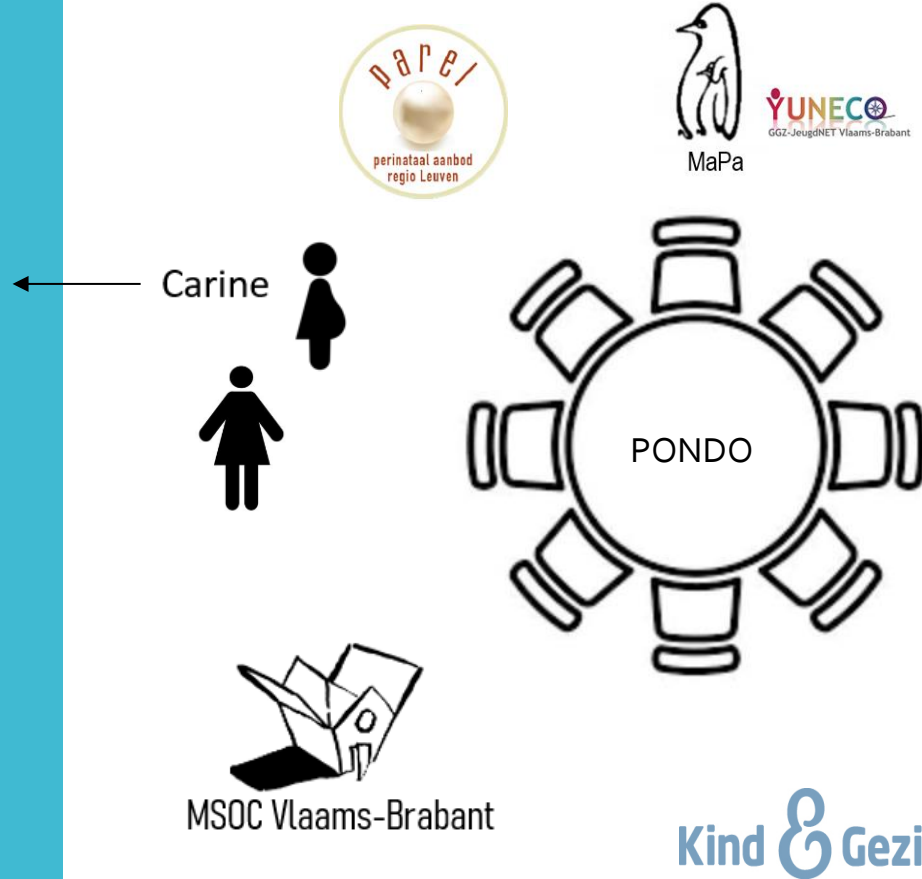 parel
perinataal aanbod
regio Leuven
MaPa
YUNECO
GGZ-JeugdNET Vlaams-Brabant
Carine
PONDO
MSOC Vlaams-Brabant
Kind & Gezi